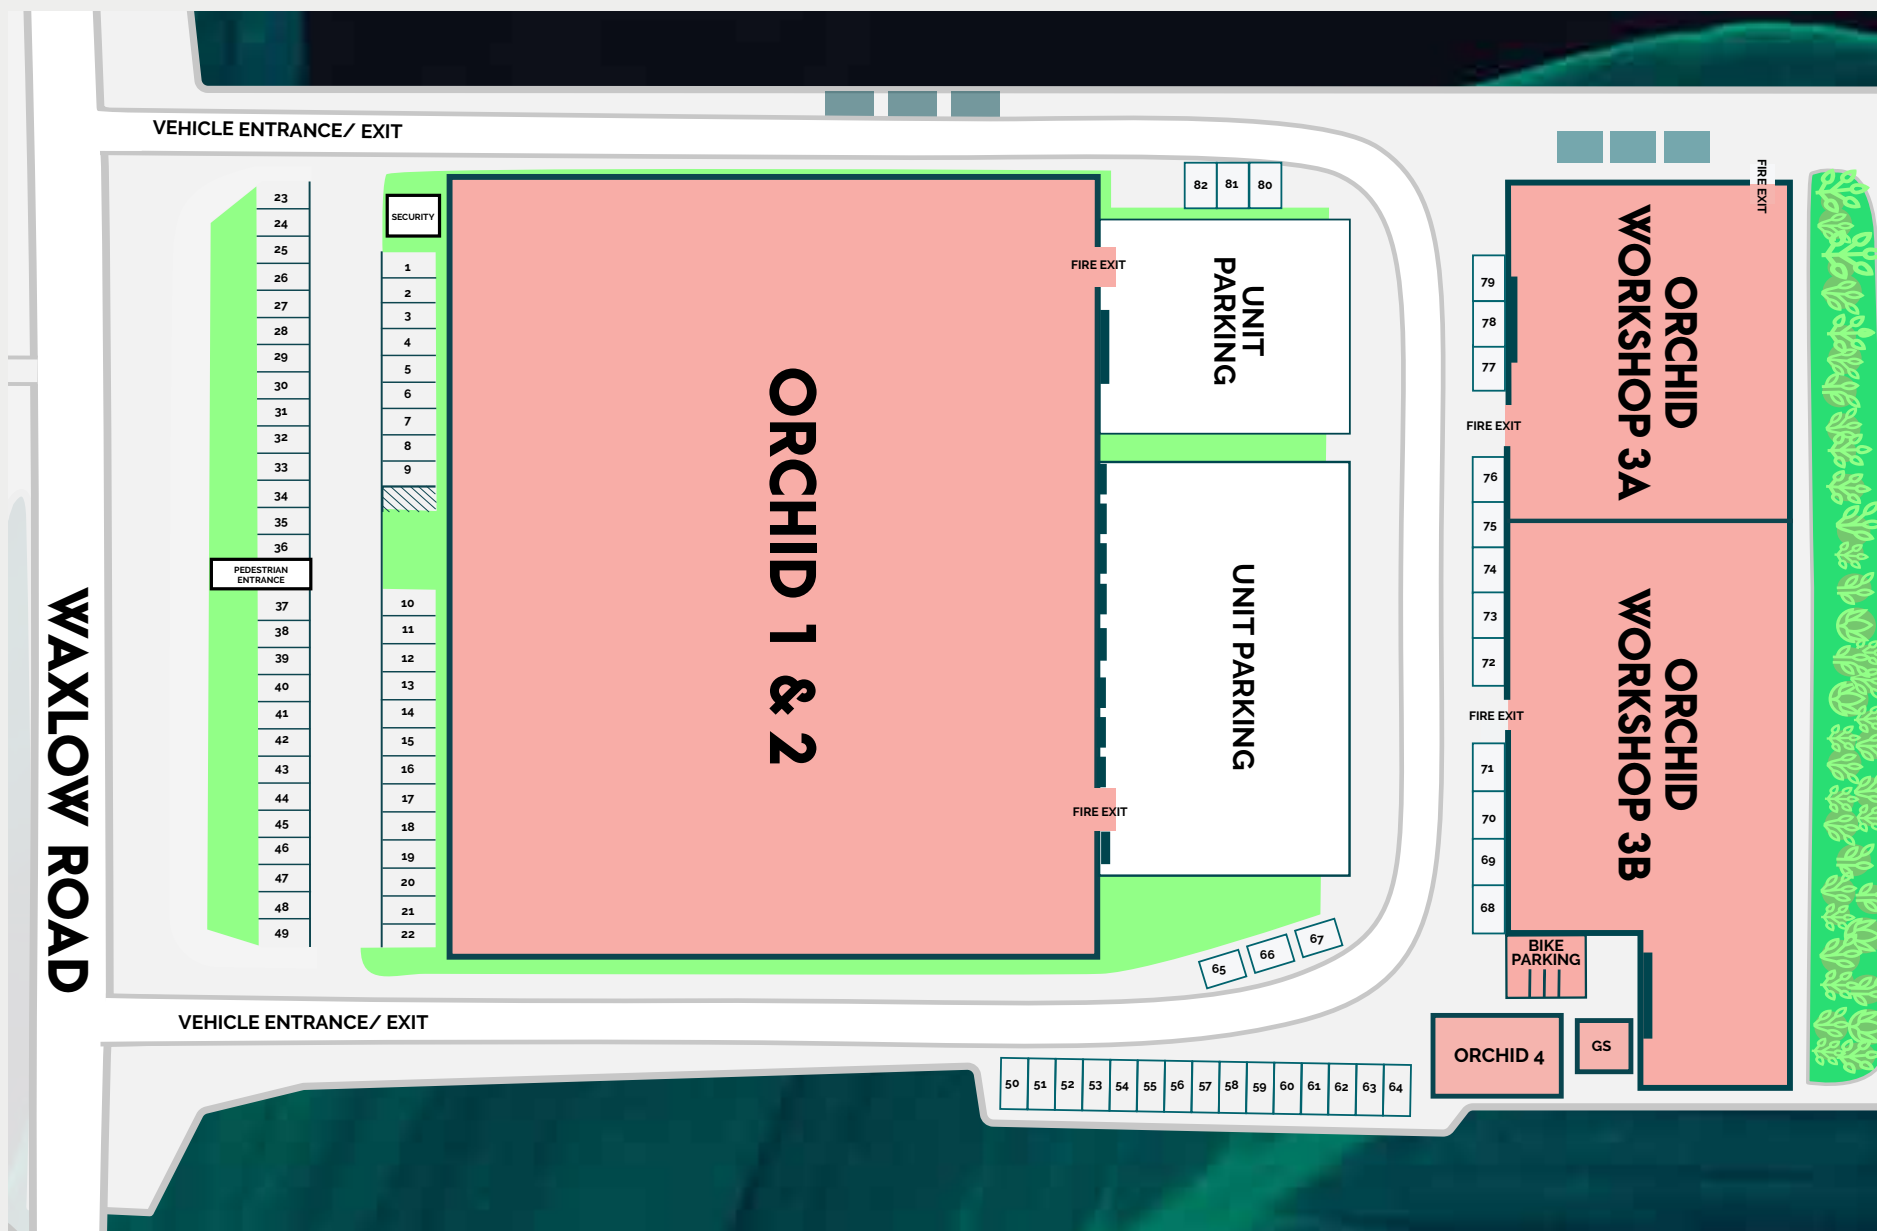 VEHICLE ENTRANCE/ EXIT
WAXLOW ROAD
23
24
25
26
27
28
29
30
31
32
33
34
35
36
PEDESTRIAN
ENTRANCE
37
38
39
40
41
42
43
44
45
46
47
48
49
SECURITY
1
2
3
4
5
6
7
8
9
10
11
12
13
14
15
16
17
18
19
20
21
22
ORCHID 1 & 2
82 81 80
FIRE EXIT
UNIT
PARKING
UNIT PARKING
FIRE EXIT
65 66 67
VEHICLE ENTRANCE/ EXIT
50 51 52 53 54 55 56 57 58 59 60 61 62 63 64
79
78
77
FIRE EXIT
76
75
74
73
72
FIRE EXIT
71
70
69
68
FIRE EXIT
ORCHID
WORKSHOP 3A
ORCHID
WORKSHOP 3B
BIKE
PARKING
ORCHID 4
GS